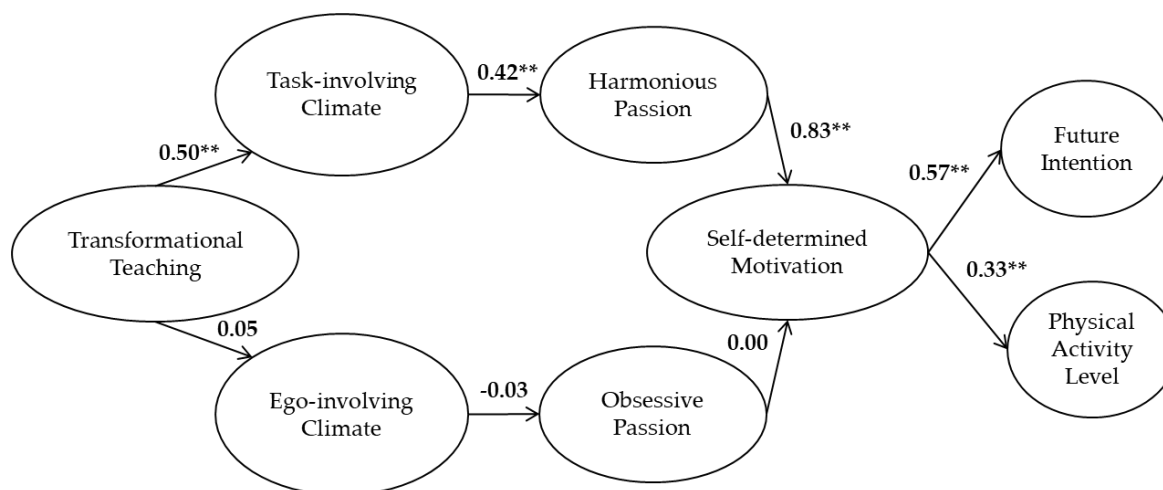 Task-involving
Climate
0.42**
Harmonious
Passion
0.83**
Future
Intention
0.50**
0.57**
Transformational
Teaching
Self-determined
Motivation
0.33**
0.05
0.00
Physical
Activity
Level
Ego-involving
Climate
-0.03
Obsessive
Passion